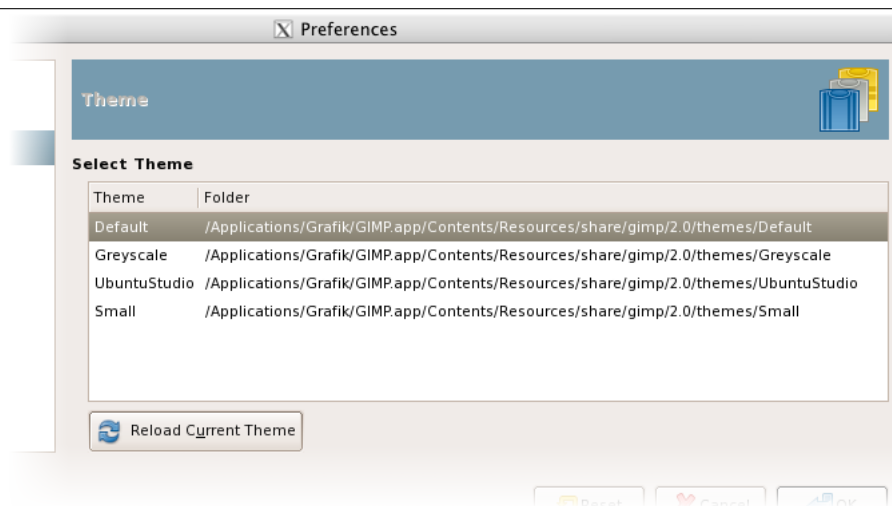 Preferences
Theme
Select Theme
Theme Folder
Default /Applications/Grafik/GIMP.app/Contents/Resources/share/gimp/2.0/themes/Default
Greyscale /Applications/Grafik/GIMP.app/Contents/Resources/share/gimp/2.0/themes/Greyscale
UbuntuStudio /Applications/Grafik/GIMP.app/Contents/Resources/share/gimp/2.0/themes/UbuntuStudio
Small /Applications/Grafik/GIMP.app/Contents/Resources/share/gimp/2.0/themes/Small
Reload Current Theme
Reset Cancel OK